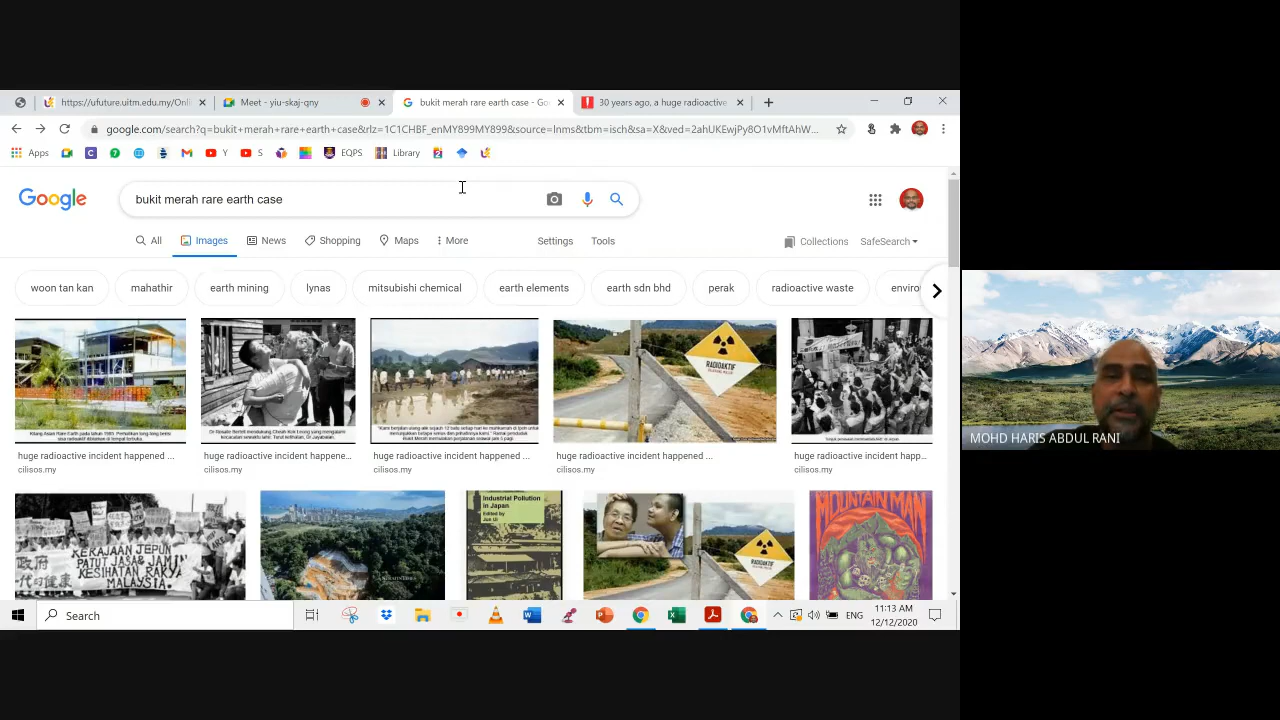 https://ufuture.uitm.edu.my/Onli
Meet - yiu-skaj-qny
bukit merah rare earth case - Go
30 years ago, a huge radioactive
google.com/search?q=bukit+merah+rare+earth+case&rlz=1C1CHBF_enMY899MY899&source=lnms&tbm=isch&sa=X&ved=2ahUKEwjPy8O1vMftAhW...
Apps
Y
S
EQPS
Library
Google
bukit merah rare earth case
All
Images
News
Shopping
Maps
More
Settings
Tools
Collections
SafeSearch
woon tan kan
mahathir
earth mining
lynas
mitsubishi chemical
earth elements
earth sdn bhd
perak
radioactive waste
enviro
RADIOAKTIF
huge radioactive incident happened ...
cilisos.my
huge radioactive incident happene...
cilisos.my
huge radioactive incident happened ...
cilisos.my
huge radioactive incident happened ...
cilisos.my
huge radioactive incident happ...
cilisos.my
KERAJAAN JEPUN
PATUT JAGA & JAMIN
KESIHATAN RAKYAT
MALAYSIA.
Industrial Pollution
in Japan
Edited by
Jun Ui
MOUNTAIN MAN
MOHD HARIS ABDUL RANI
Search
ENG
11:13 AM
12/12/2020